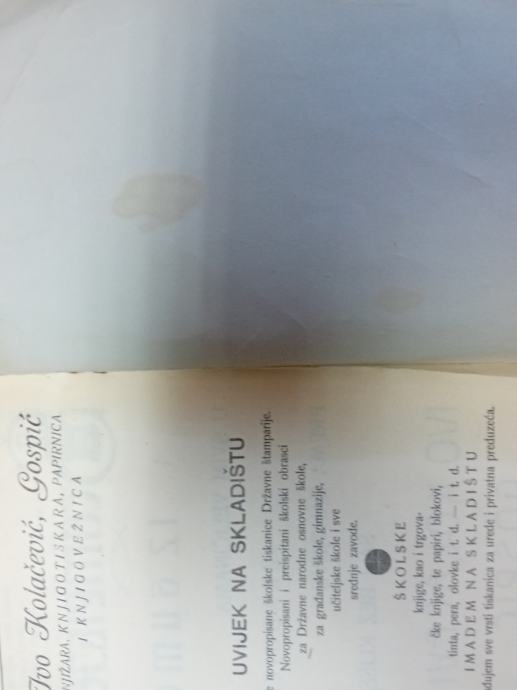 Ivo Kolačević, Gospić
KNJIGOTISKARA, PAPIRNICA
I KNJIGOVEŽNICA
UVIJEK NA SKLADIŠTU
novopropisane školske tiskanice Državne štamparije.
Novopropisani i preispitani školski obrasci
za Državne narodne osnovne škole,
za građanske škole, gimnazije,
učiteljske škole i sve
srednje zavode.
ŠKOLSKE
knjige, kao i trgova-
čke knjige, te papiri, blokovi,
tinta, pera, olovke i t. d. — i t. d.
IMADEM NA SKLADIŠTU
sve vrsti tiskanica za urede i privatna preduzeća.